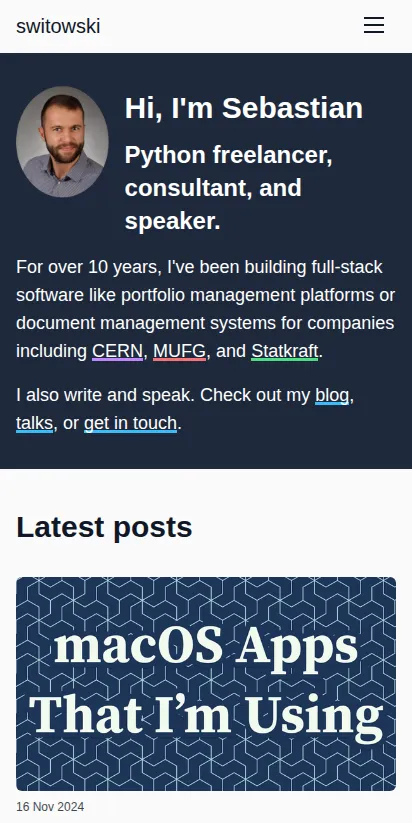 switowski
Hi, I'm Sebastian
Python freelancer,
consultant, and
speaker.
For over 10 years, I've been building full-stack
software like portfolio management platforms or
document management systems for companies
including CERN, MUFG, and Statkraft.
I also write and speak. Check out my blog,
talks, or get in touch.
Latest posts
macOS Apps
That I’m Using
16 Nov 2024